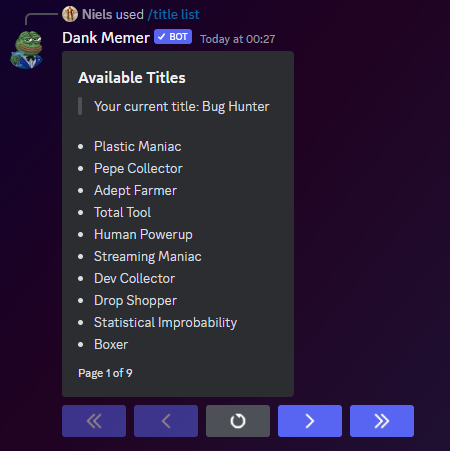 Niels used /title list
Dank Memer ✓ BOT Today at 00:27
Available Titles
Your current title: Bug Hunter
• Plastic Maniac
• Pepe Collector
• Adept Farmer
• Total Tool
• Human Powerup
• Streaming Maniac
• Dev Collector
• Drop Shopper
• Statistical Improbability
• Boxer
Page 1 of 9